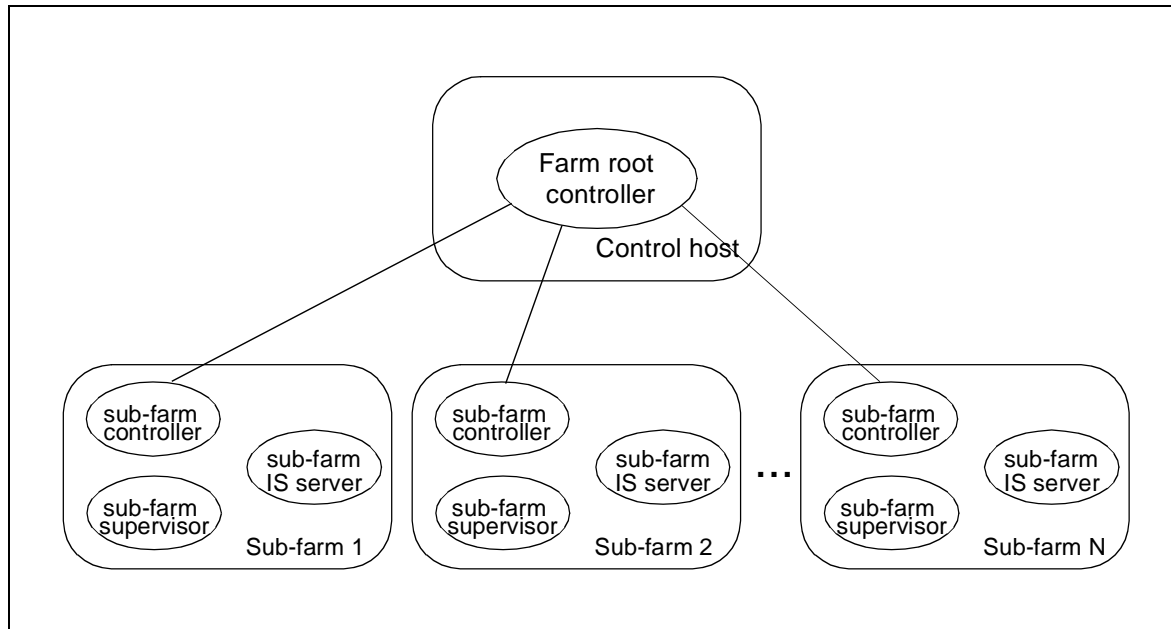 Farm root
controller
Control host
sub-farm
controller
sub-farm
IS server
sub-farm
supervisor
Sub-farm 1
sub-farm
controller
sub-farm
IS server
sub-farm
supervisor
Sub-farm 2
...
sub-farm
controller
sub-farm
IS server
sub-farm
supervisor
Sub-farm N